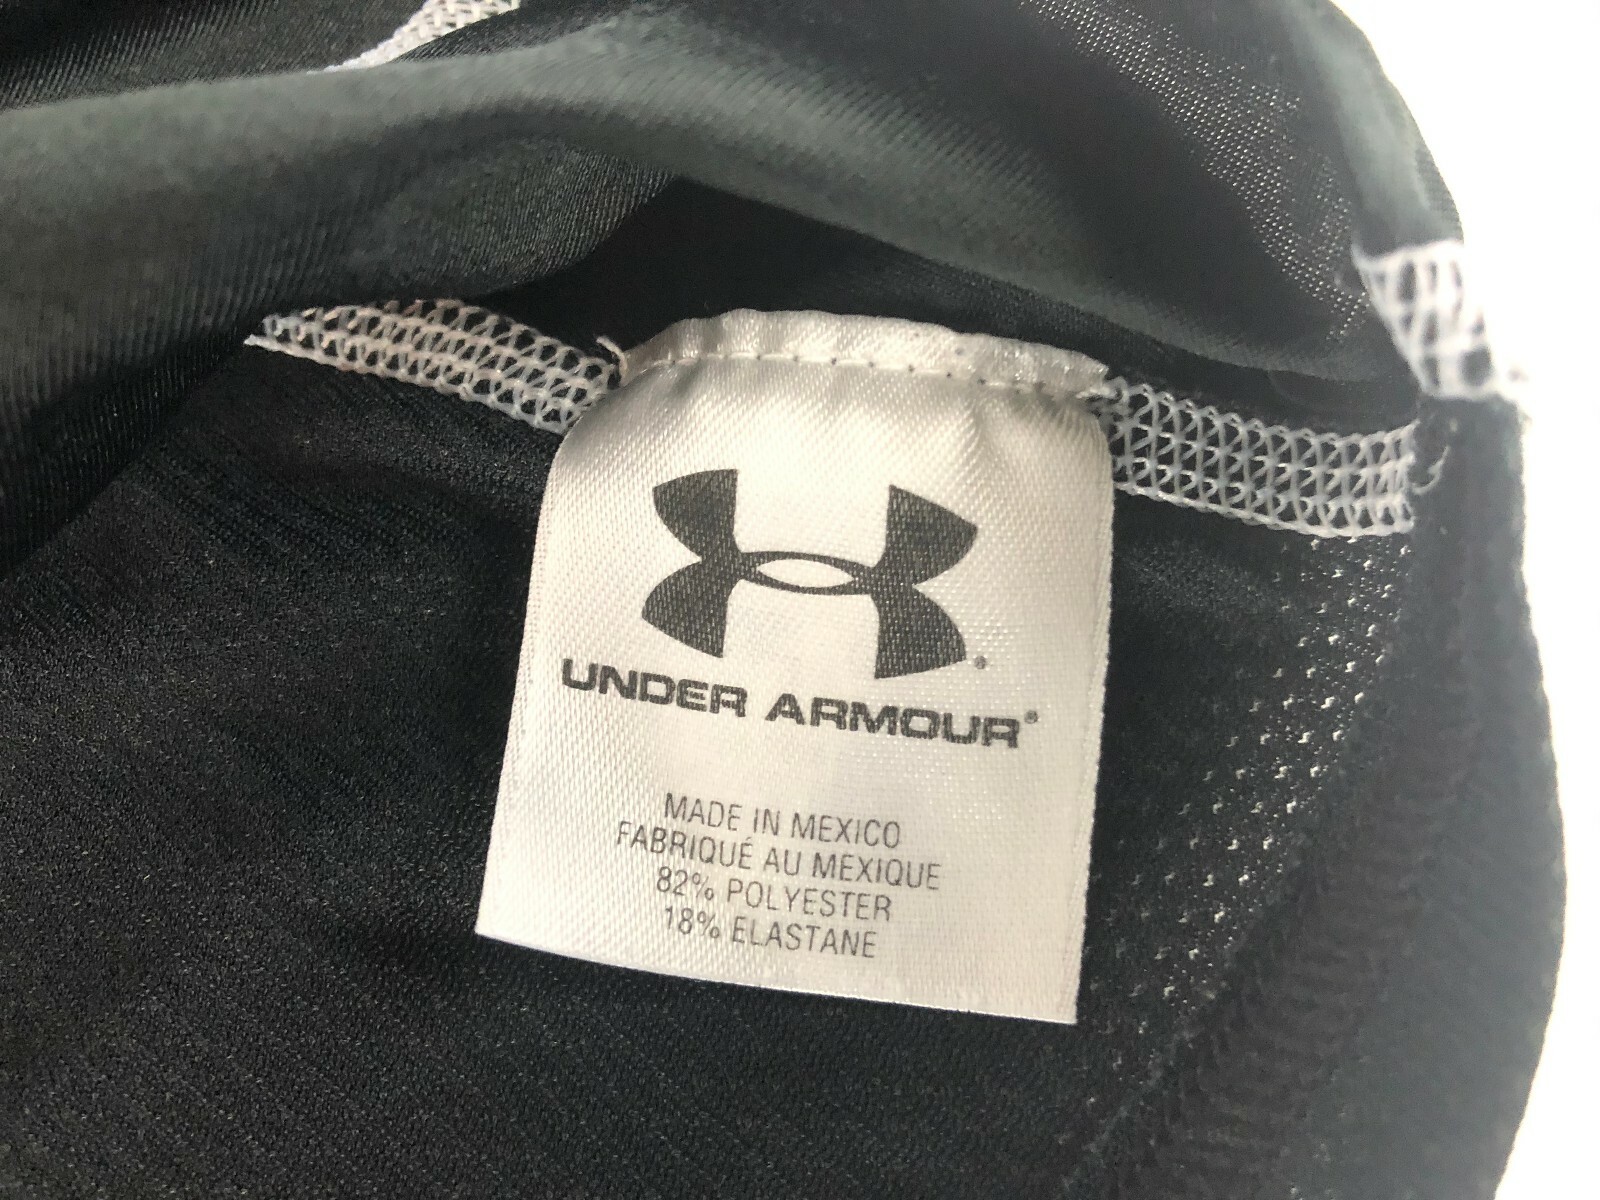 UNDER ARMOUR®
MADE IN MEXICO
FABRIQUÉ AU MEXIQUE
82% POLYESTER
18% ELASTANE